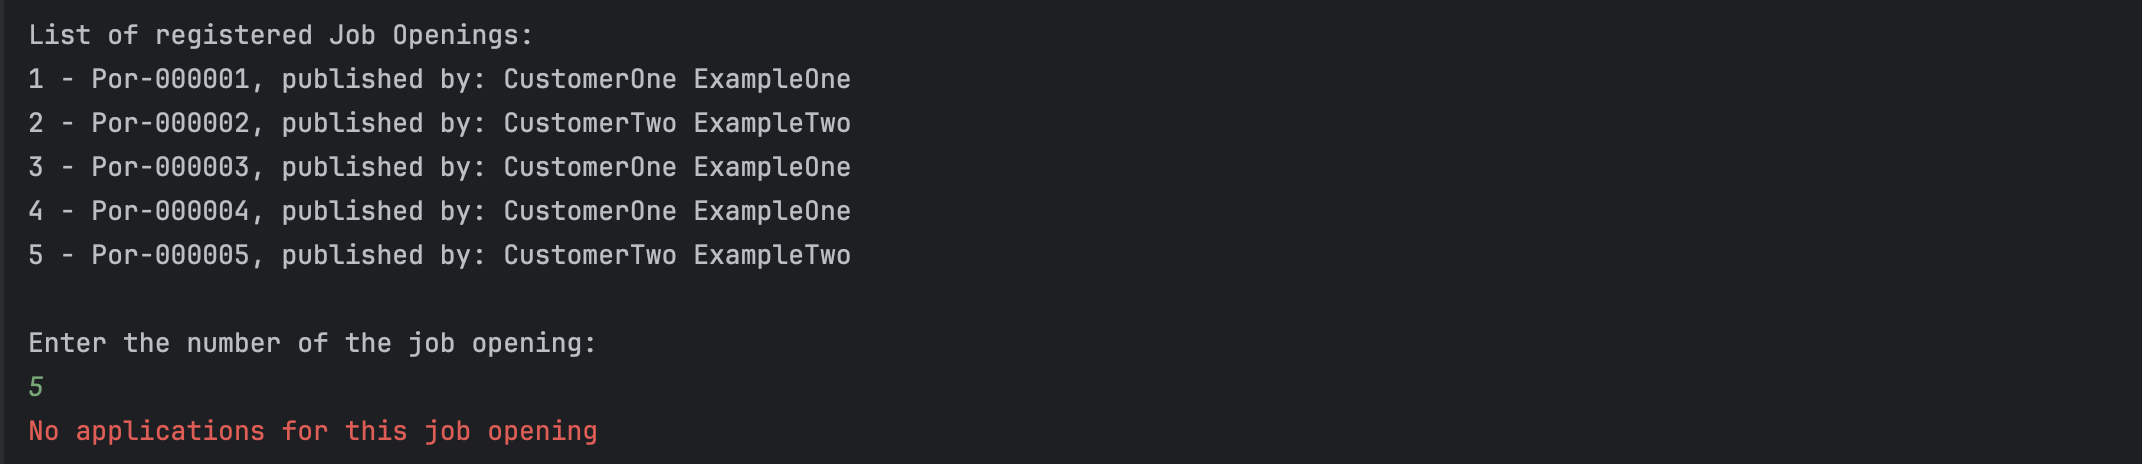 List of registered Job Openings:
1 - Por-000001, published by: CustomerOne ExampleOne
2 - Por-000002, published by: CustomerTwo ExampleTwo
3 - Por-000003, published by: CustomerOne ExampleOne
4 - Por-000004, published by: CustomerOne ExampleOne
5 - Por-000005, published by: CustomerTwo ExampleTwo
Enter the number of the job opening:
5
No applications for this job opening